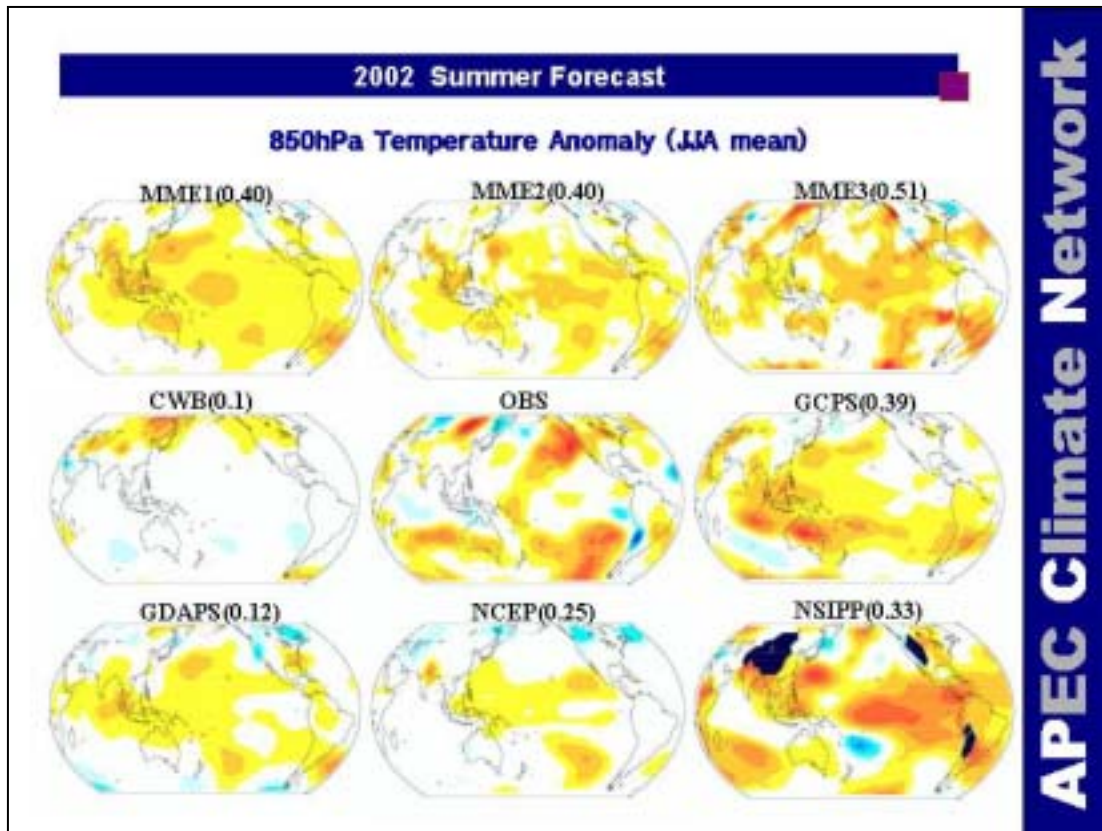 2002 Summer Forecast
850hPa Temperature Anomaly (JJA mean)
MME1(0.40)
MME2(0.40)
MME3(0.51)
CWB(0.1)
OBS
GCPS(0.39)
GDAPS(0.12)
NCEP(0.25)
NSIPP(0.33)
APEC Climate Network